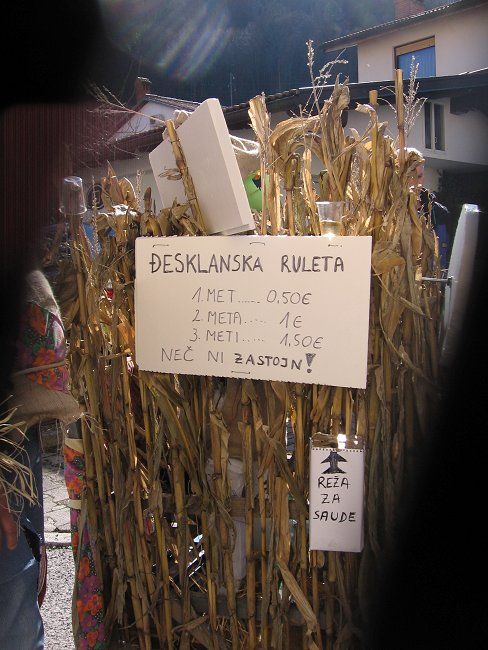 ĐESKLANSKA RULETA
1. MET...... 0,50€
2. META..... 1€
3. METI..... 1,50€
NEČ NI ZASTOJN!
REŽA
ZA
SAUDE